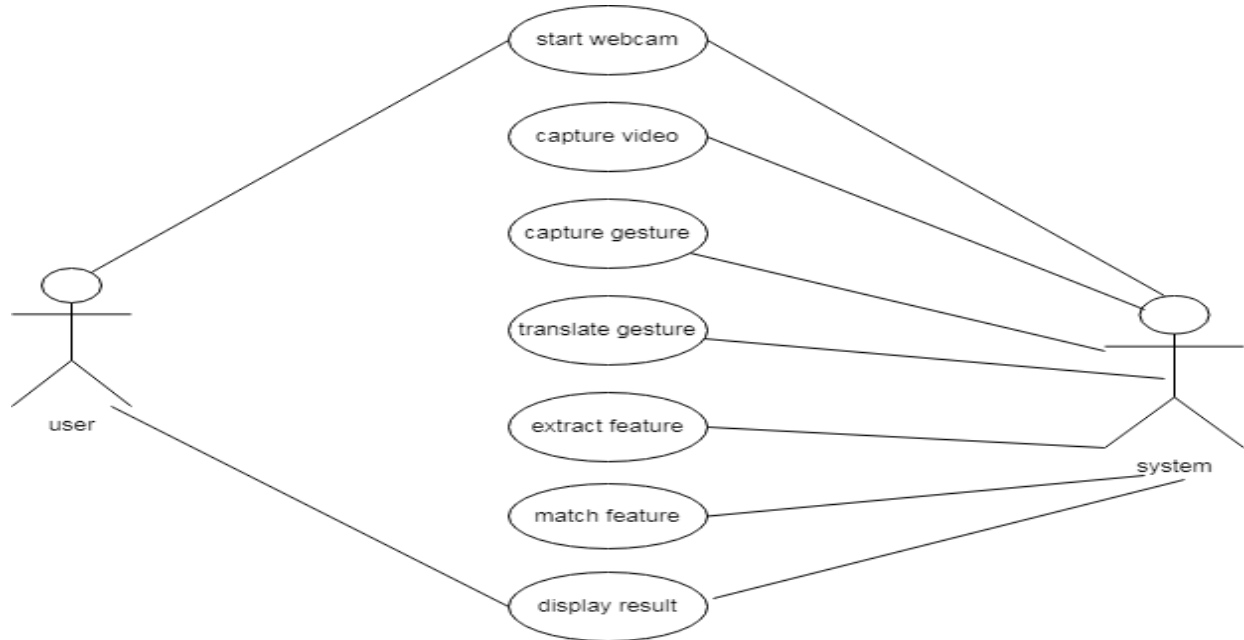 start webcam
capture video
capture gesture
translate gesture
extract feature
match feature
display result
user
system